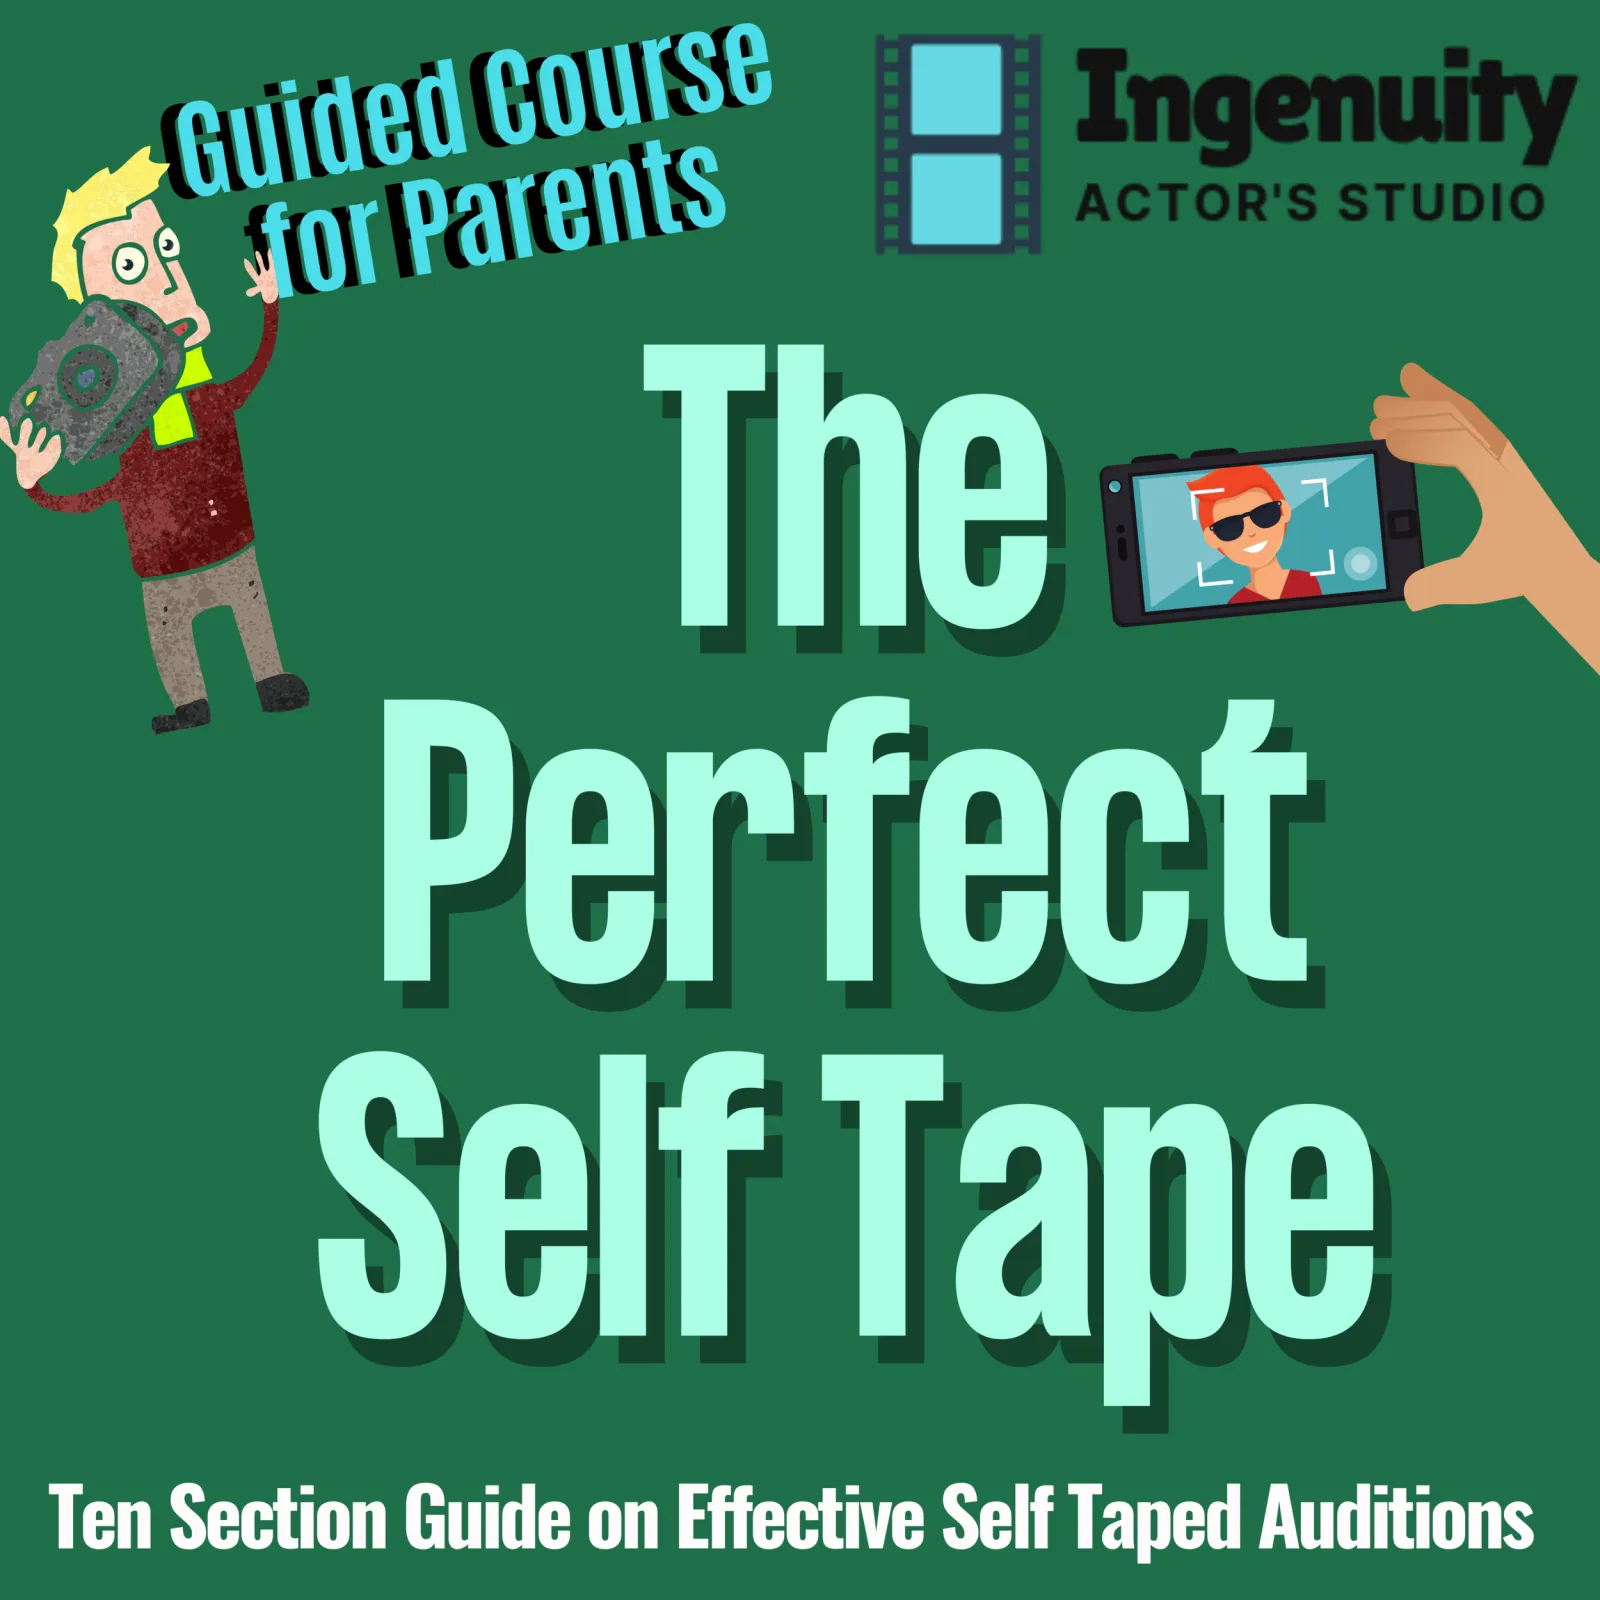 Guided Course
for Parents
Ingenuity
ACTOR'S STUDIO
The
Perfect
Self Tape
Ten Section Guide on Effective Self Taped Auditions